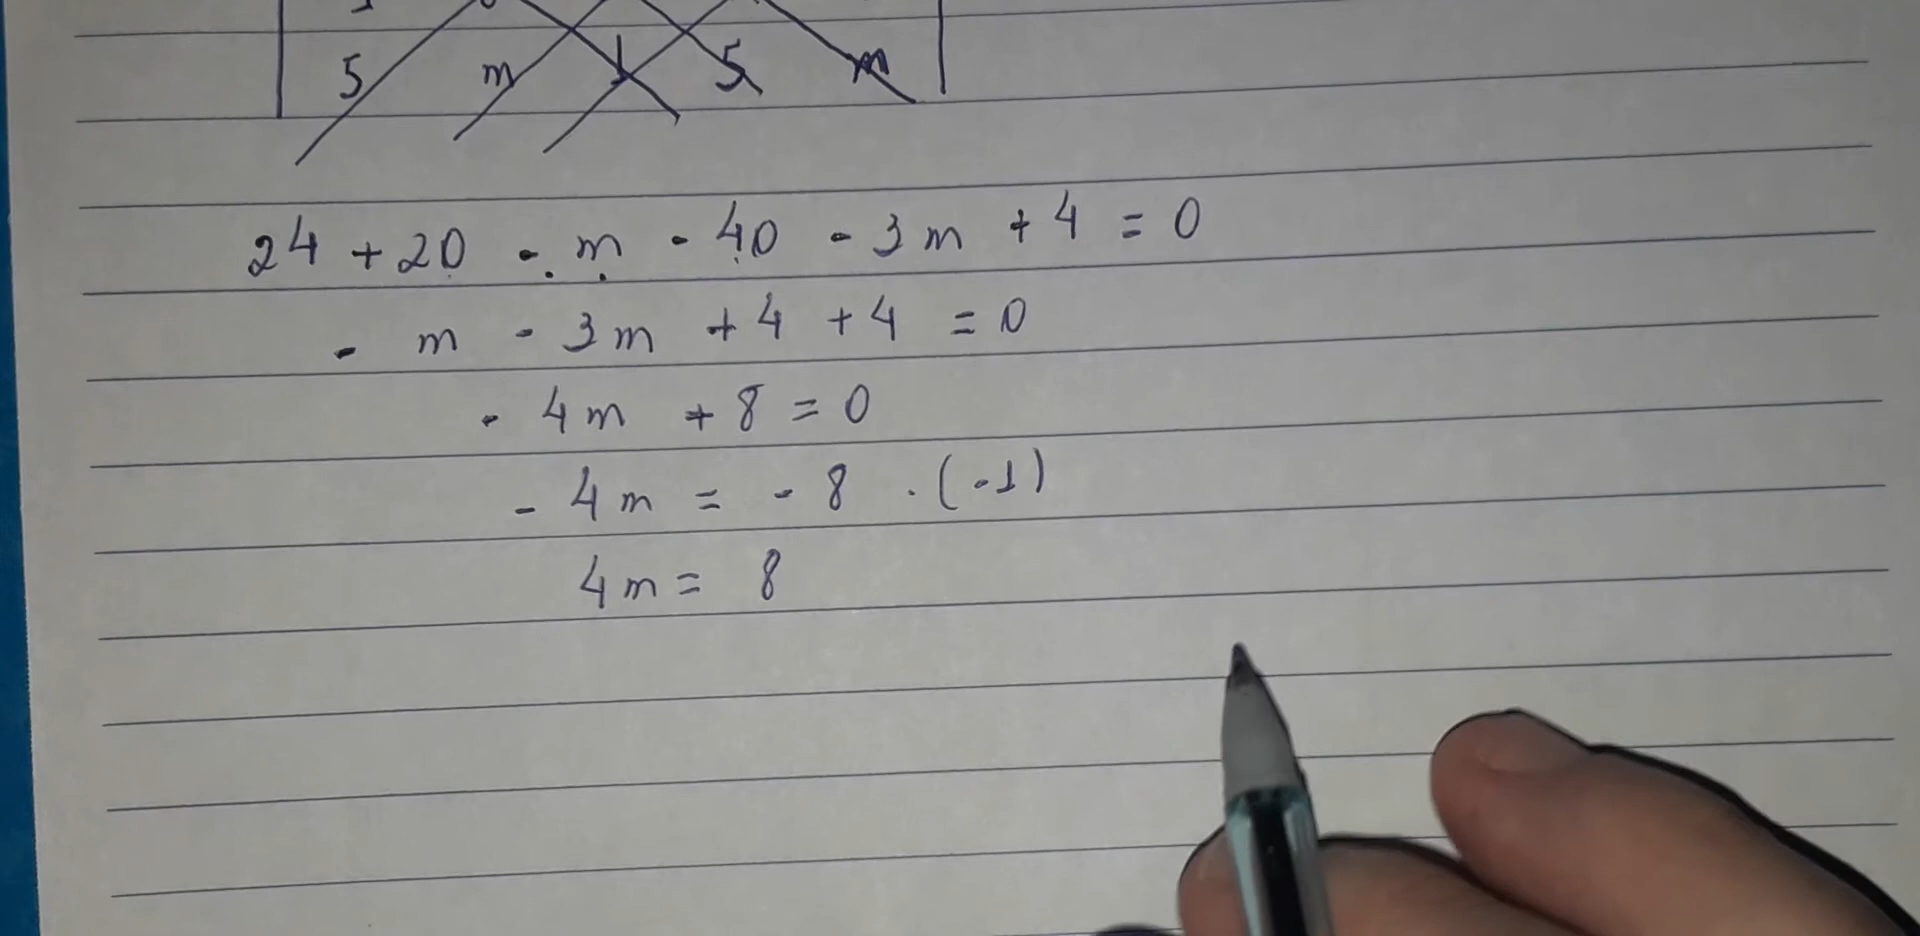 5 m 1 5 m
24 + 20 - m - 40 - 3m + 4 = 0
- m - 3m + 4 + 4 = 0
- 4m + 8 = 0
- 4m = - 8 . (-1)
4m = 8